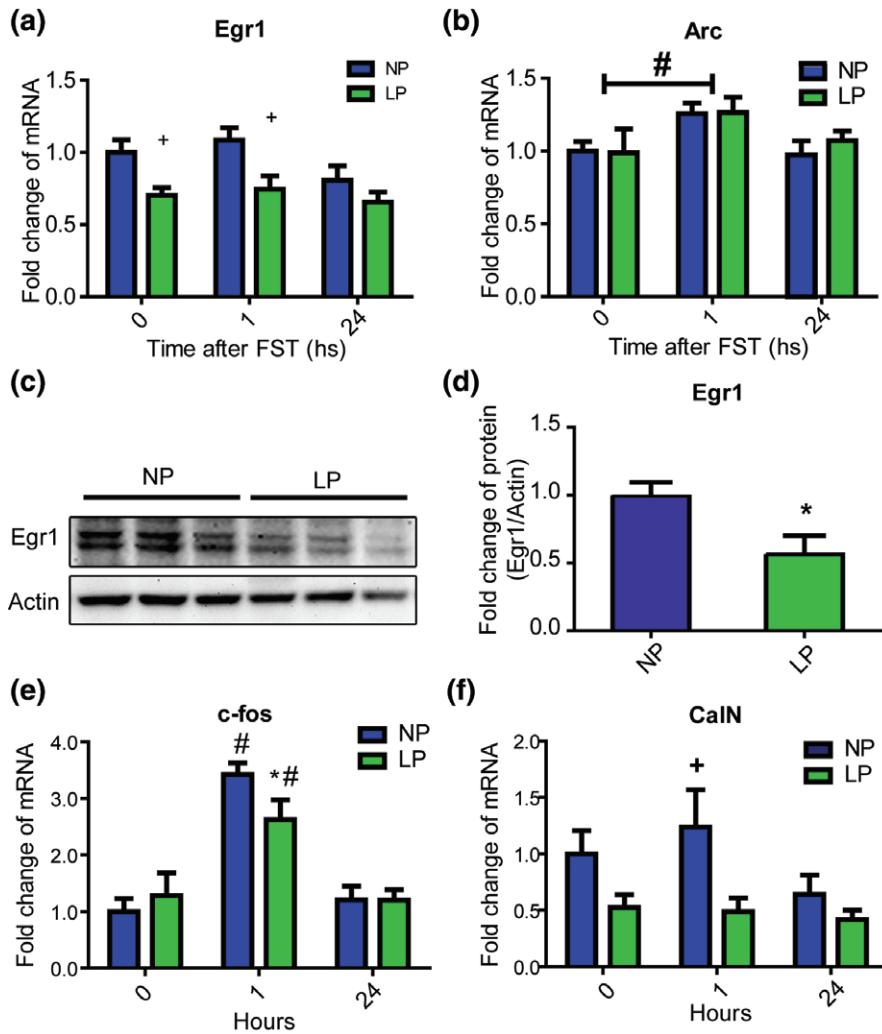 (a)
Egr1
NP
LP
Fold change of mRNA
1.5
1.0
0.5
0.0
+
+
0
1
24
Time after FST (hs)
(b)
Arc
NP
LP
Fold change of mRNA
1.5
1.0
0.5
0.0
#
0
1
24
Time after FST (hs)
(c)
NP
LP
Egr1
Actin
(d)
Egr1
Fold change of protein
(Egr1/Actin)
1.5
1.0
0.5
0.0
*
NP
LP
(e)
c-fos
NP
LP
Fold change of mRNA
4.0
3.0
2.0
1.0
0.0
#
*#
0
1
24
Hours
(f)
CalN
NP
LP
Fold change of mRNA
2.0
1.5
1.0
0.5
0.0
+
0
1
24
Hours